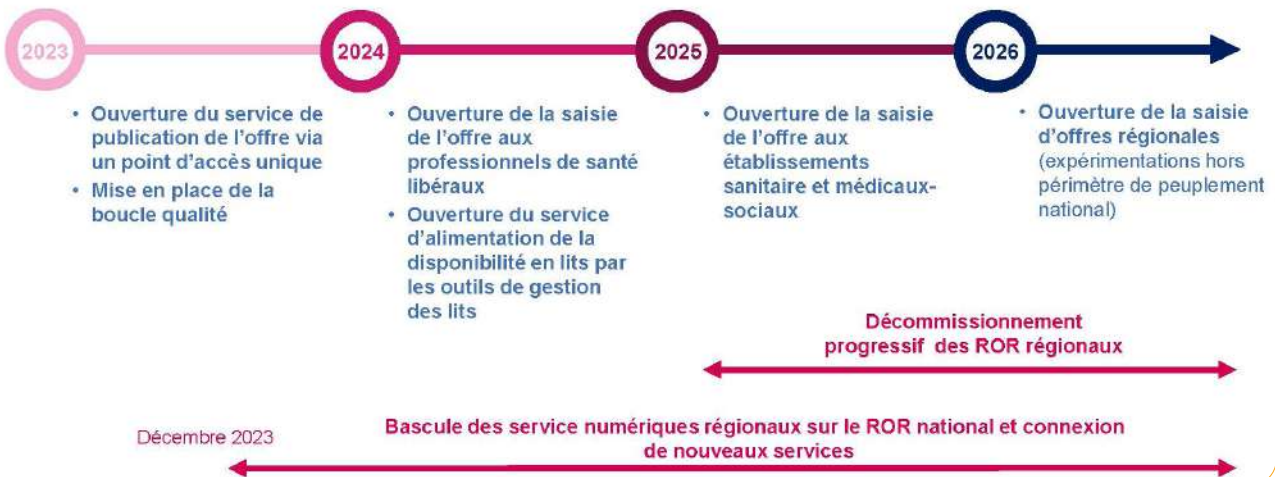 2023
2024
2025
2026
• Ouverture du service de
publication de l'offre via
un point d'accès unique
• Mise en place de la
boucle qualité
• Ouverture de la saisie
de l'offre aux
professionnels de santé
libéraux
• Ouverture du service
d'alimentation de la
disponibilité en lits par
les outils de gestion
des lits
• Ouverture de la saisie
de l'offre aux
établissements
sanitaire et médicaux-
sociaux
• Ouverture de la saisie
d'offres régionales
(expérimentations hors
périmètre de peuplement
national)
Décommissionnement
progressif des ROR régionaux
Décembre 2023
Bascule des service numériques régionaux sur le ROR national et connexion
de nouveaux services